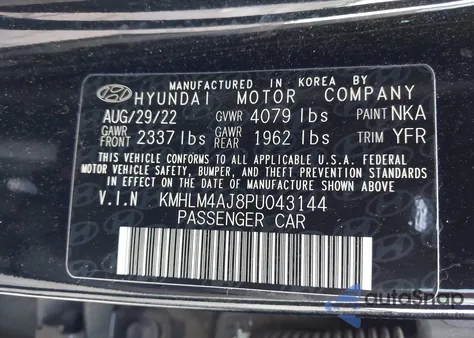 MANUFACTURED IN KOREA BY
HYUNDAI MOTOR COMPANY
AUG/29/22 GVWR 4079 lbs PAINT NKA
GAWR FRONT 2337 lbs GAWR REAR 1962 lbs TRIM YFR
THIS VEHICLE CONFORMS TO ALL APPLICABLE U.S.A. FEDERAL
MOTOR VEHICLE SAFETY, BUMPER, AND THEFT PREVENTION STANDARDS
IN EFFECT ON THE DATE OF MANUFACTURE SHOWN ABOVE.
V.I.N KMHLM4AJ8PU043144
PASSENGER CAR
autoSnap